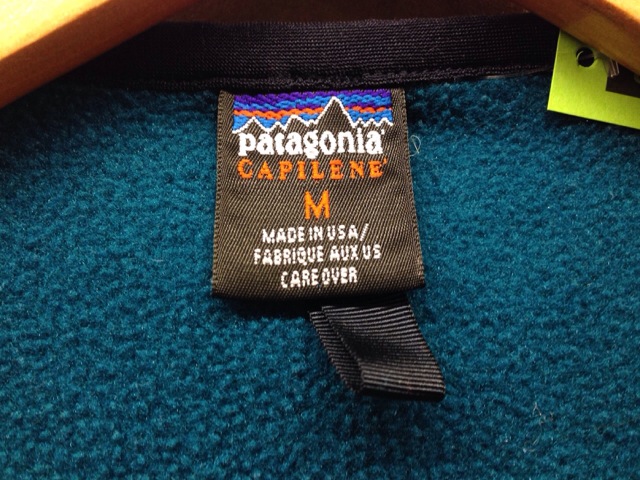 patagonia®
CAPILENE®
M
MADE IN USA/
FABRIQUE AUX US
CARE OVER